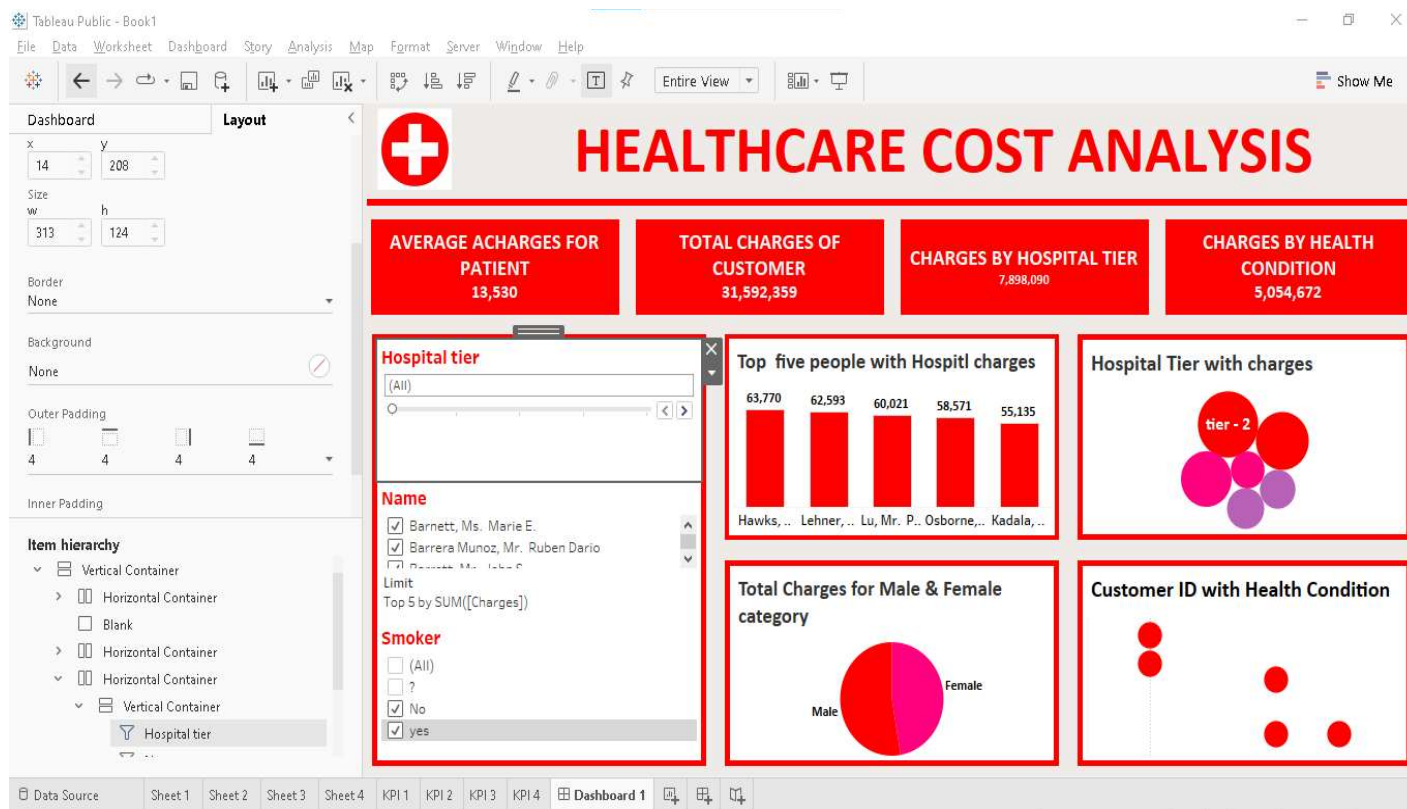 Tableau Public - Book1
File Data Worksheet Dashboard Story Analysis Map Format Server Window Help
Entire View
Show Me
Dashboard
Layout
x y
14 208
Size
w h
313 124
Border
None
Background
None
Outer Padding
4 4 4 4
Inner Padding
Item hierarchy
Vertical Container
Horizontal Container
Blank
Horizontal Container
Horizontal Container
Vertical Container
Hospital tier
HEALTHCARE COST ANALYSIS
AVERAGE ACHARGES FOR
PATIENT
13,530
TOTAL CHARGES OF
CUSTOMER
31,592,359
CHARGES BY HOSPITAL TIER
7,898,090
CHARGES BY HEALTH
CONDITION
5,054,672
Hospital tier
(All)
Name
Barnett, Ms. Marie E.
Barrera Munoz, Mr. Ruben Dario
Limit
Top 5 by SUM([Charges])
Smoker
(All)
?
No
yes
Top five people with Hospitl charges
63,770 62,593 60,021 58,571 55,135
Hawks, .. Lehner, .. Lu, Mr. P.. Osborne,.. Kadala, ..
Hospital Tier with charges
tier - 2
Total Charges for Male & Female
category
Female
Male
Customer ID with Health Condition
Data Source Sheet 1 Sheet 2 Sheet 3 Sheet 4 KPI 1 KPI 2 KPI 3 KPI 4 Dashboard 1